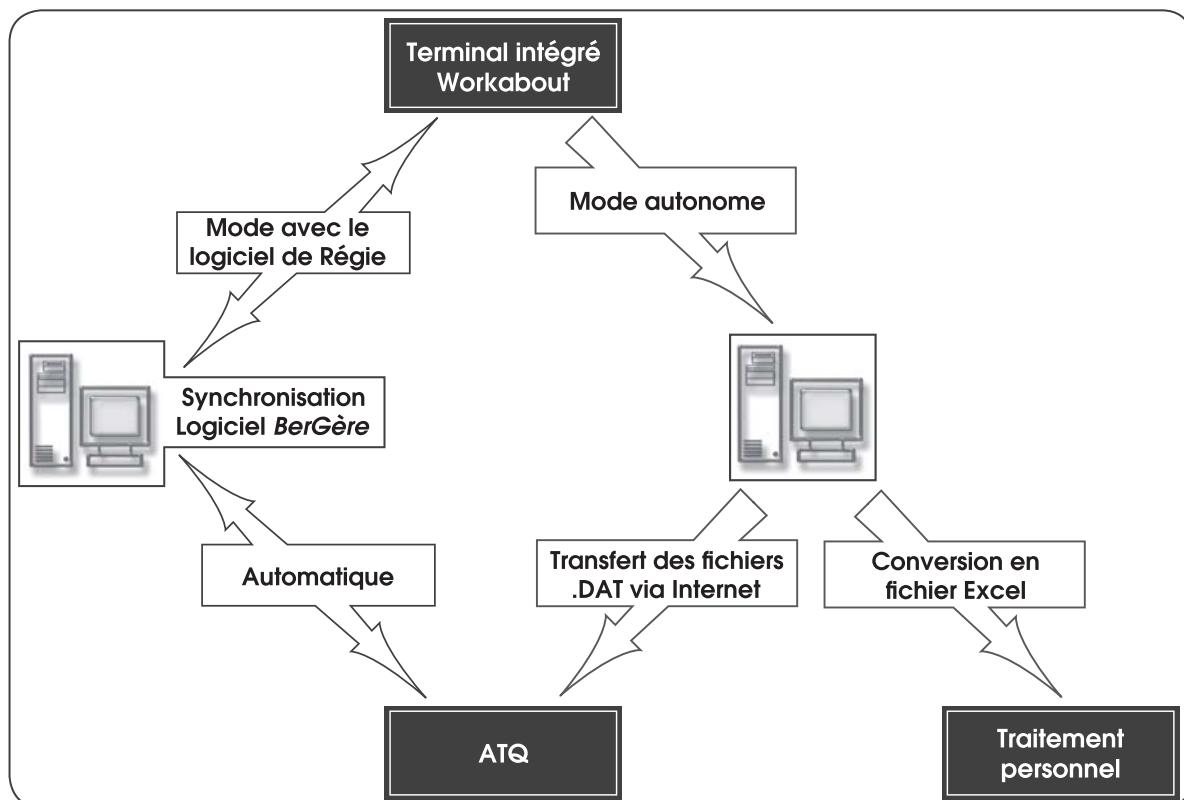 Terminal intégré
Workabout
Mode avec le
logiciel de Régie
Mode autonome
Synchronisation
Logiciel BerGère
Automatique
Transfert des fichiers
.DAT via Internet
Conversion en
fichier Excel
ATQ
Traitement
personnel